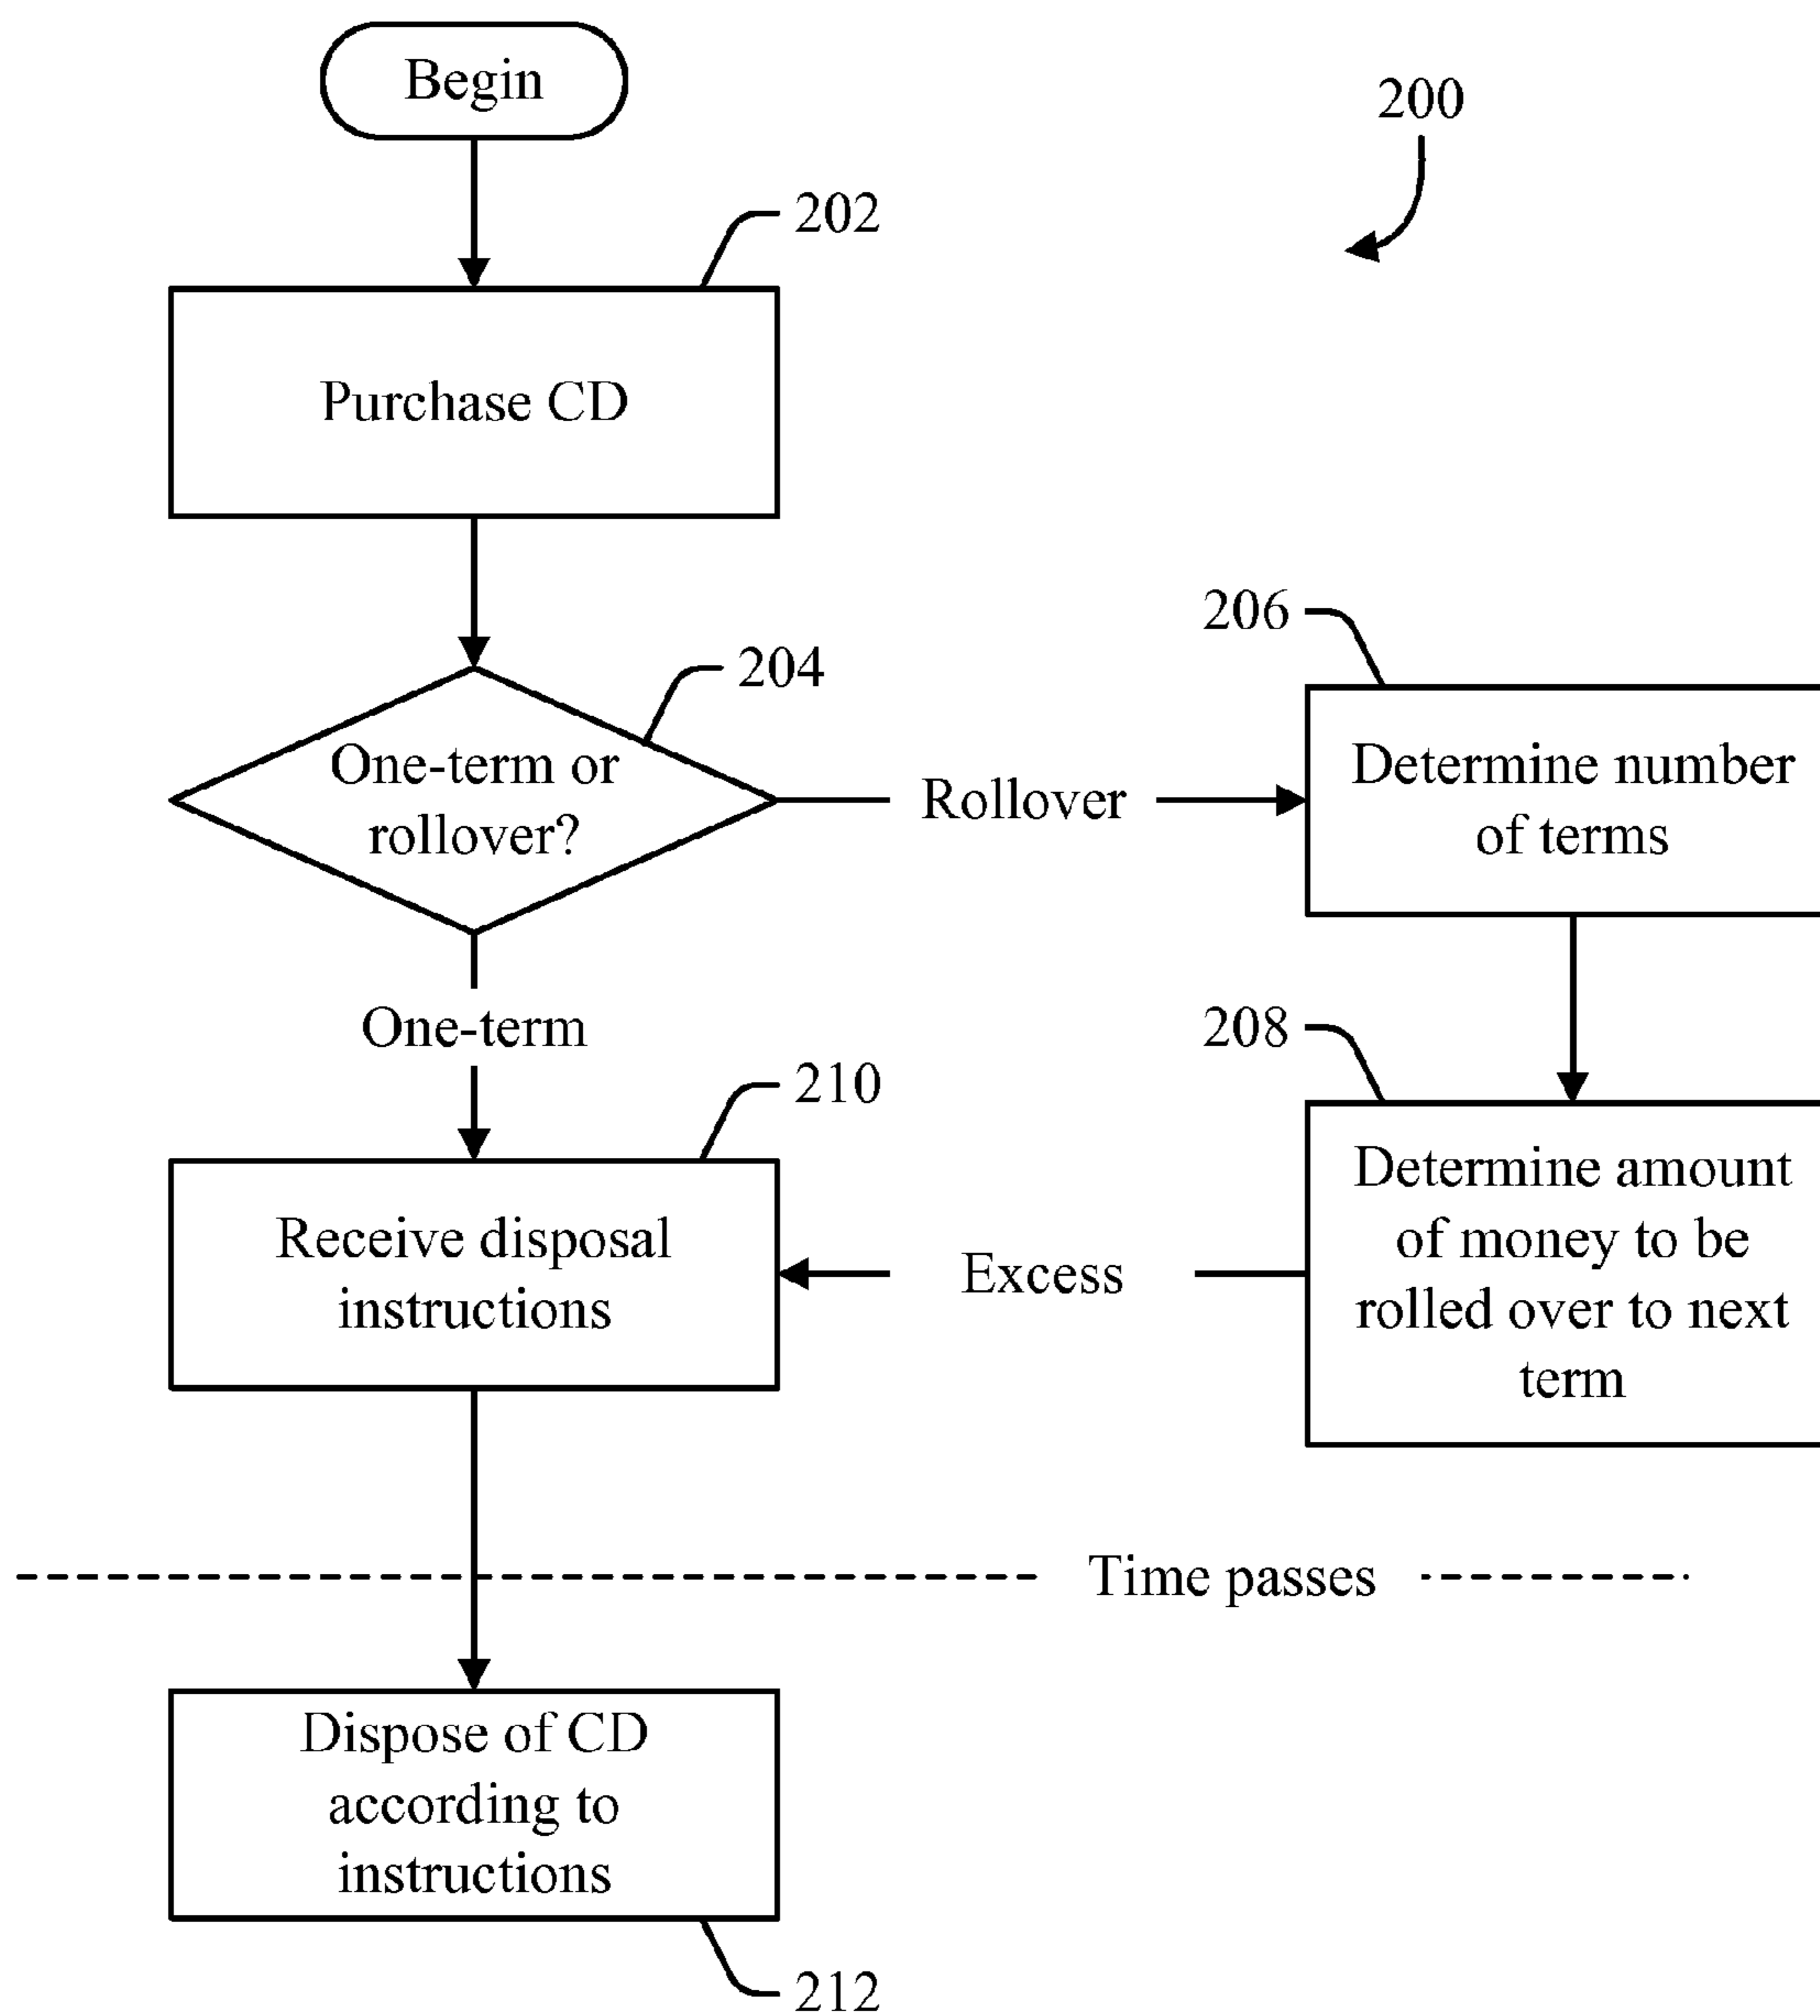 Begin
200
202
Purchase CD
204
206
One-term or
rollover?
Rollover
Determine number
of terms
One-term
208
210
Receive disposal
instructions
Excess
Determine amount
of money to be
rolled over to next
term
Time passes
Dispose of CD
according to
instructions
212